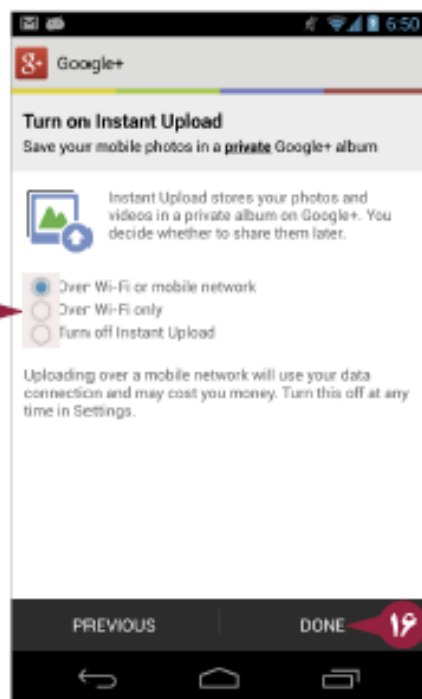 6:50
Google+
Turn on Instant Upload
Save your mobile photos in a private Google+ album
Instant Upload stores your photos and
videos in a private album on Google+. You
decide whether to share them later.
Over Wi-Fi or mobile network
Over Wi-Fi only
Turn off Instant Upload
Uploading over a mobile network will use your data
connection and may cost you money. Turn this off at any
time in Settings.
PREVIOUS
DONE
۱۶